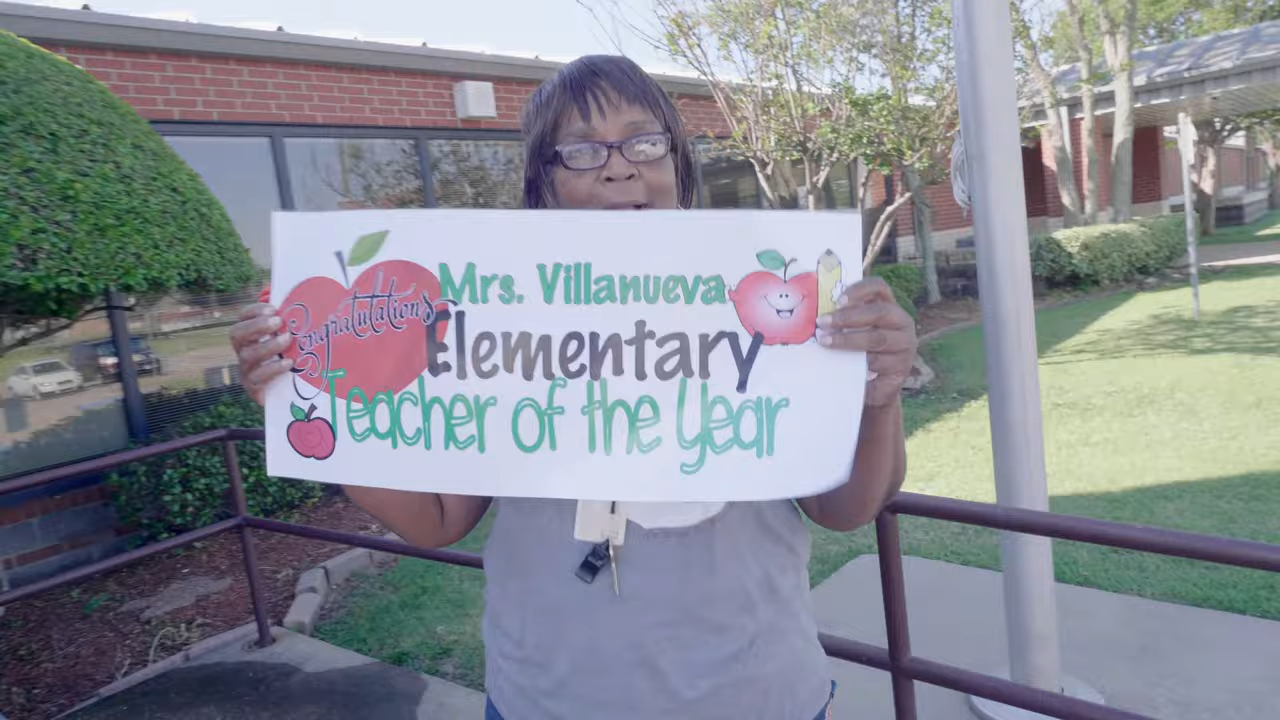 Congratulations
Mrs. Villanueva
Elementary
Teacher of the Year